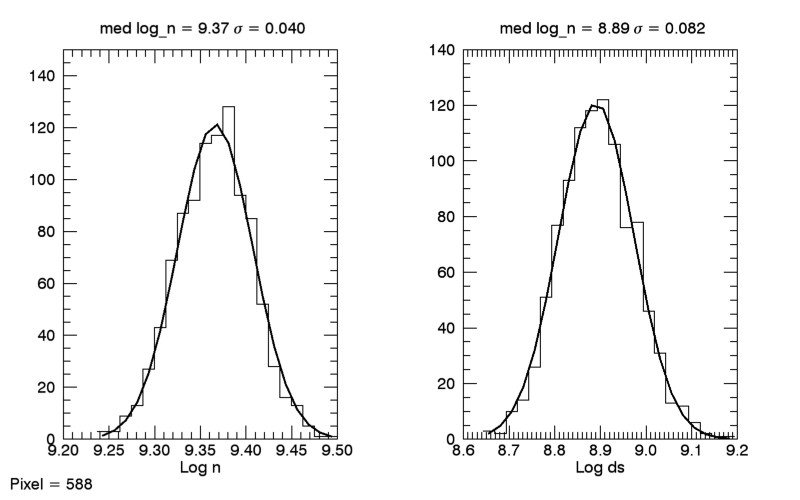 med log_n = 9.37 σ = 0.040
140
120
100
80
60
40
20
0
9.20 9.25 9.30 9.35 9.40 9.45 9.50
Log n
med log_n = 8.89 σ = 0.082
140
120
100
80
60
40
20
0
8.6 8.7 8.8 8.9 9.0 9.1 9.2
Log ds
Pixel = 588